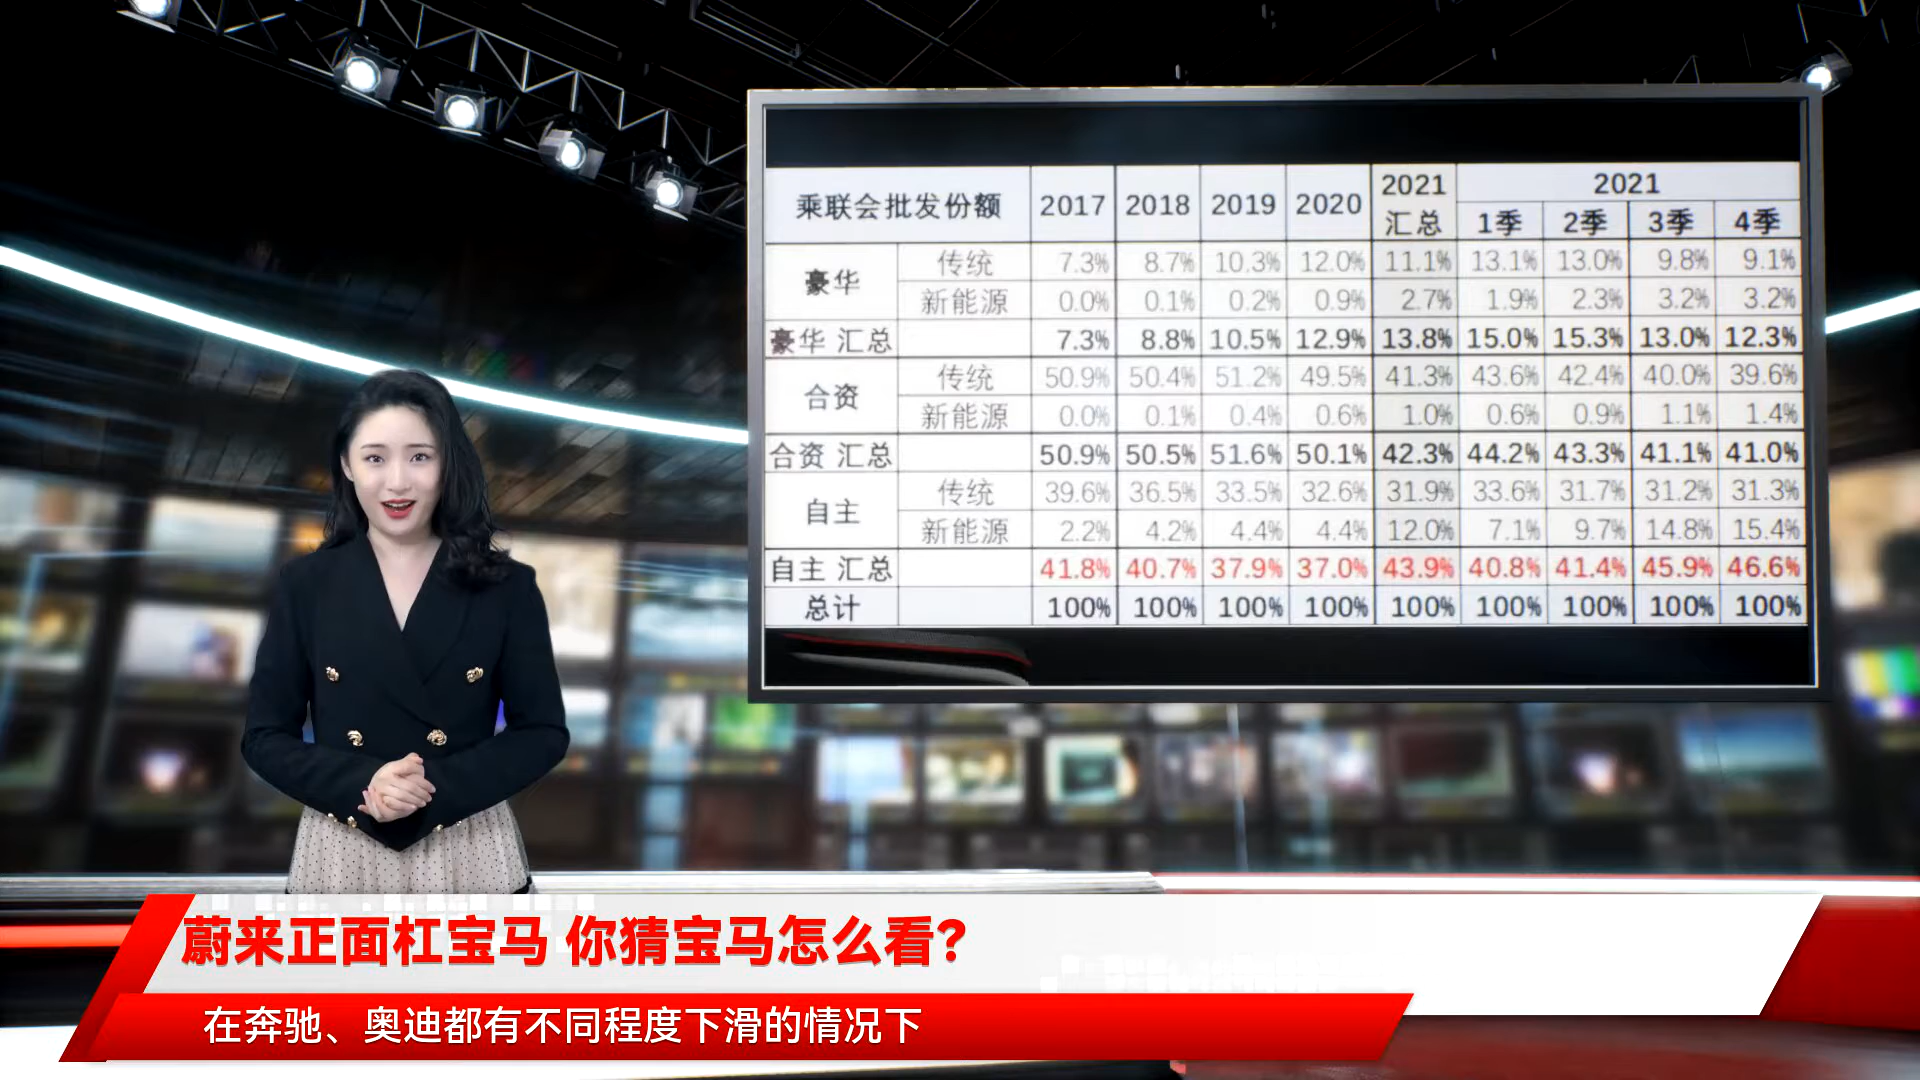 乘联会批发份额 2017 2018 2019 2020 2021汇总 2021
1季 2季 3季 4季
豪华 传统 7.3% 8.7% 10.3% 12.0% 11.1% 13.1% 13.0% 9.8% 9.1%
新能源 0.0% 0.1% 0.2% 0.9% 2.7% 1.9% 2.3% 3.2% 3.2%
豪华 汇总 7.3% 8.8% 10.5% 12.9% 13.8% 15.0% 15.3% 13.0% 12.3%
合资 传统 50.9% 50.4% 51.2% 49.5% 41.3% 43.6% 42.4% 40.0% 39.6%
新能源 0.0% 0.1% 0.4% 0.6% 1.0% 0.6% 0.9% 1.1% 1.4%
合资 汇总 50.9% 50.5% 51.6% 50.1% 42.3% 44.2% 43.3% 41.1% 41.0%
自主 传统 39.6% 36.5% 33.5% 32.6% 31.9% 33.6% 31.7% 31.2% 31.3%
新能源 2.2% 4.2% 4.4% 4.4% 12.0% 7.1% 9.7% 14.8% 15.4%
自主 汇总 41.8% 40.7% 37.9% 37.0% 43.9% 40.8% 41.4% 45.9% 46.6%
总计 100% 100% 100% 100% 100% 100% 100% 100% 100%
蔚来正面杠宝马 你猜宝马怎么看?
在奔驰、奥迪都有不同程度下滑的情况下